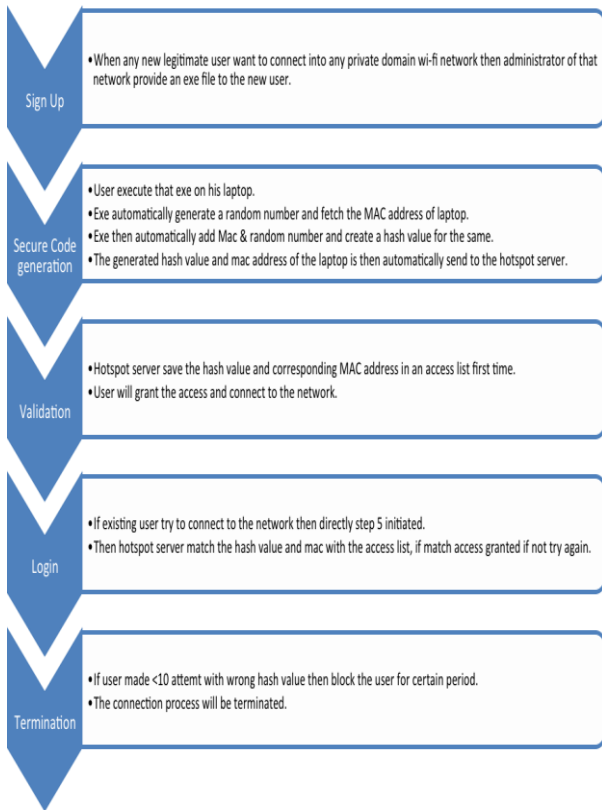 Sign Up
•When any new legitimate user want to connect into any private domain wi-fi network then administrator of that
network provide an exe file to the new user.
Secure Code
generation
•User execute that exe on his laptop.
•Exe automatically generate a random number and fetch the MAC address of laptop.
•Exe then automatically add Mac & random number and create a hash value for the same.
•The generated hash value and mac address of the laptop is then automatically send to the hotspot server.
Validation
•Hotspot server save the hash value and corresponding MAC address in an access list first time.
•User will grant the access and connect to the network.
Login
•If existing user try to connect to the network then directly step 5 initiated.
•Then hotspot server match the hash value and mac with the access list, if match access granted if not try again.
Termination
•If user made <10 attemt with wrong hash value then block the user for certain period.
•The connection process will be terminated.